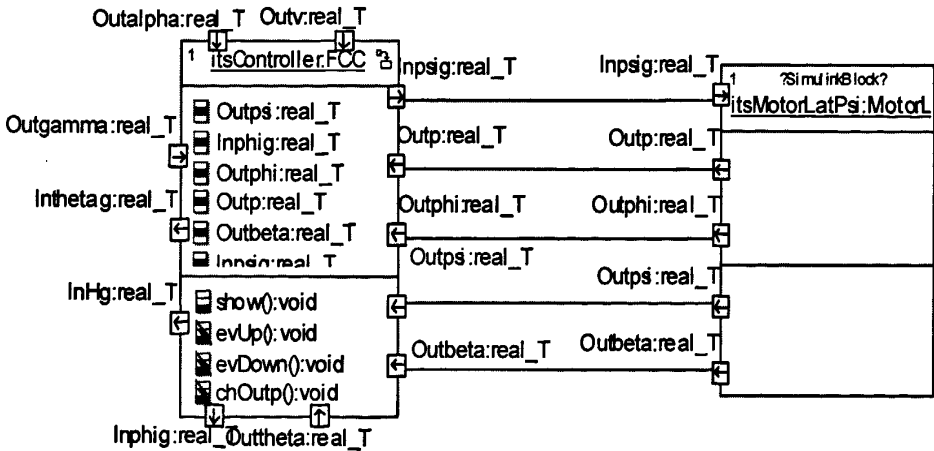 Outalpha:real_T Outv:real_T
1 itsController:FCC
Outgamma:real_T
Inthetag:real_T
InHg:real_T
Outpsi:real_T
Inphig:real_T
Outphi:real_T
Outp:real_T
Outbeta:real_T
Inpsig:real_T
show():void
evUp():void
evDown():void
chOutp():void
Inphig:real_T Outtheta:real_T
Inpsig:real_T
Outp:real_T
Outphi:real_T
Outpsi:real_T
Outbeta:real_T
Inpsig:real_T
Outp:real_T
Outphi:real_T
Outpsi:real_T
Outbeta:real_T
1 ?SimulinkBlock?
itsMotorLatPsi:MotorL